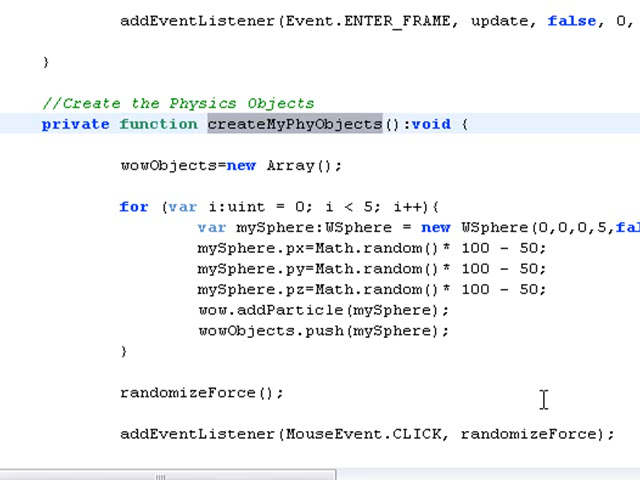 addEventListener(Event.ENTER_FRAME, update, false, 0,
}
//Create the Physics Objects
private function createMyPhyObjects():void {
wowObjects=new Array();
for (var i:uint = 0; i < 5; i++){
var mySphere:WSphere = new WSphere(0,0,0,5,fal
mySphere.px=Math.random()* 100 - 50;
mySphere.py=Math.random()* 100 - 50;
mySphere.pz=Math.random()* 100 - 50;
wow.addParticle(mySphere);
wowObjects.push(mySphere);
}
randomizeForce();
addEventListener(MouseEvent.CLICK, randomizeForce);